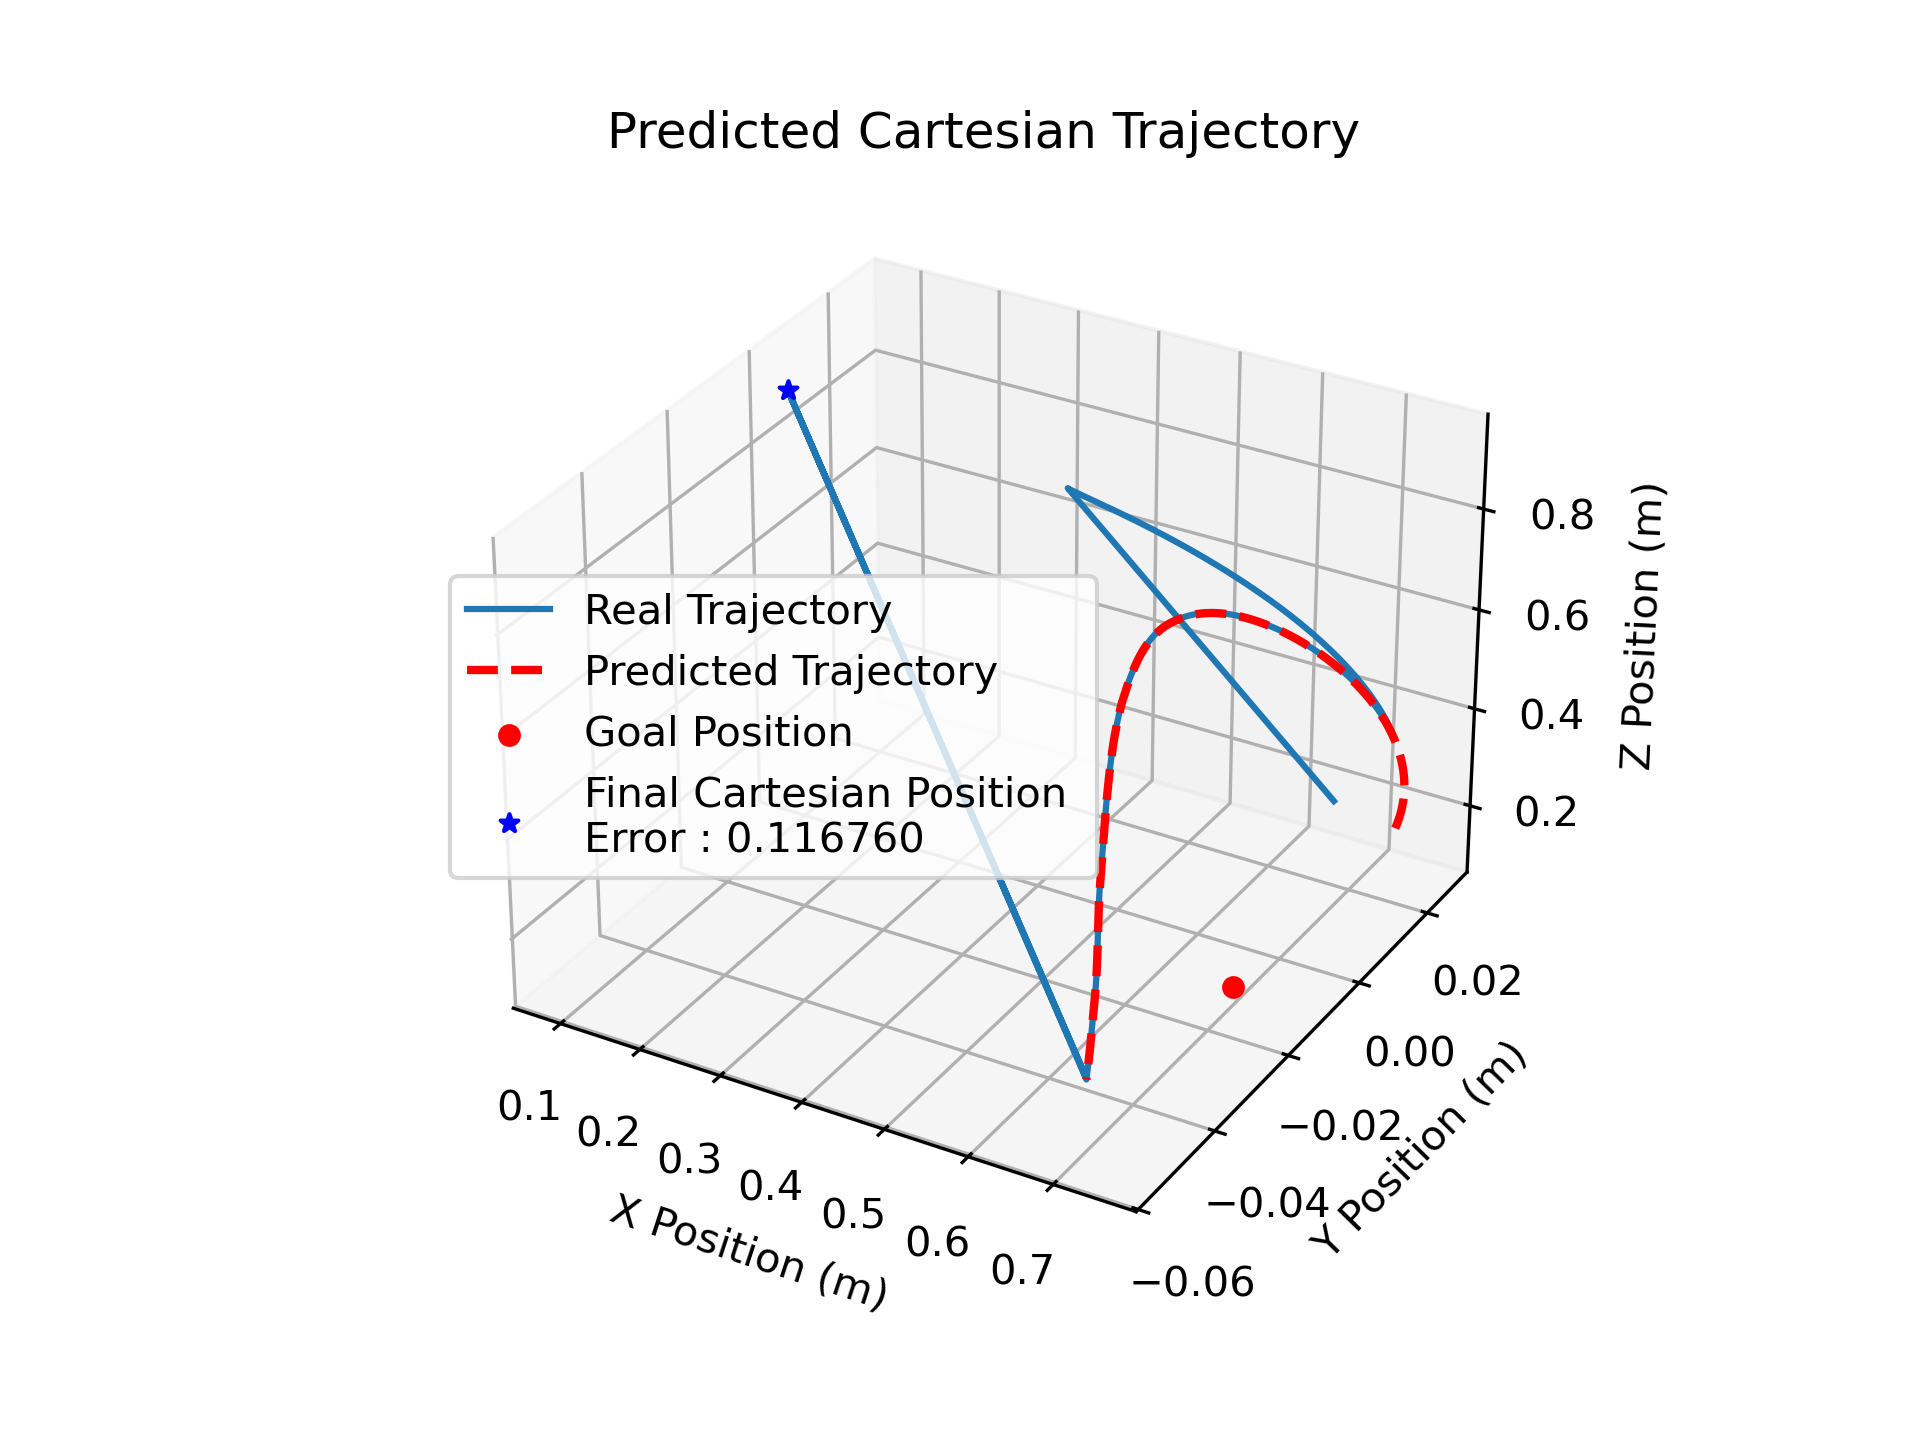 Predicted Cartesian Trajectory
Real Trajectory
Predicted Trajectory
Goal Position
Final Cartesian Position
Error : 0.116760
0.8
0.6
0.4
0.2
Z Position (m)
0.02
0.00
−0.02
−0.04
−0.06
Y Position (m)
0.1
0.2
0.3
0.4
0.5
0.6
0.7
X Position (m)